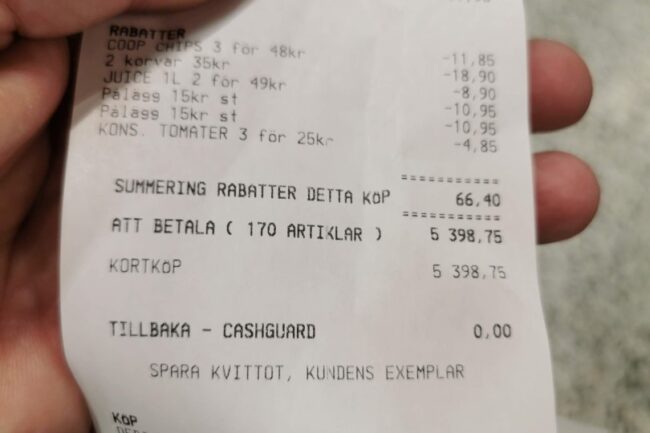 RABATTER
COOP CHIPS 3 för 48kr -11,85
2 korvar 35kr -18,90
JUICE 1L 2 för 49kr -8,90
Pålägg 15kr st -10,95
Pålägg 15kr st -10,95
KONS. TOMATER 3 för 25kr -4,85
===========
SUMMERING RABATTER DETTA KÖP 66,40
===========
ATT BETALA ( 170 ARTIKLAR ) 5 398,75
KORTKÖP 5 398,75
TILLBAKA - CASHGUARD 0,00
SPARA KVITTOT, KUNDENS EXEMPLAR
KÖP